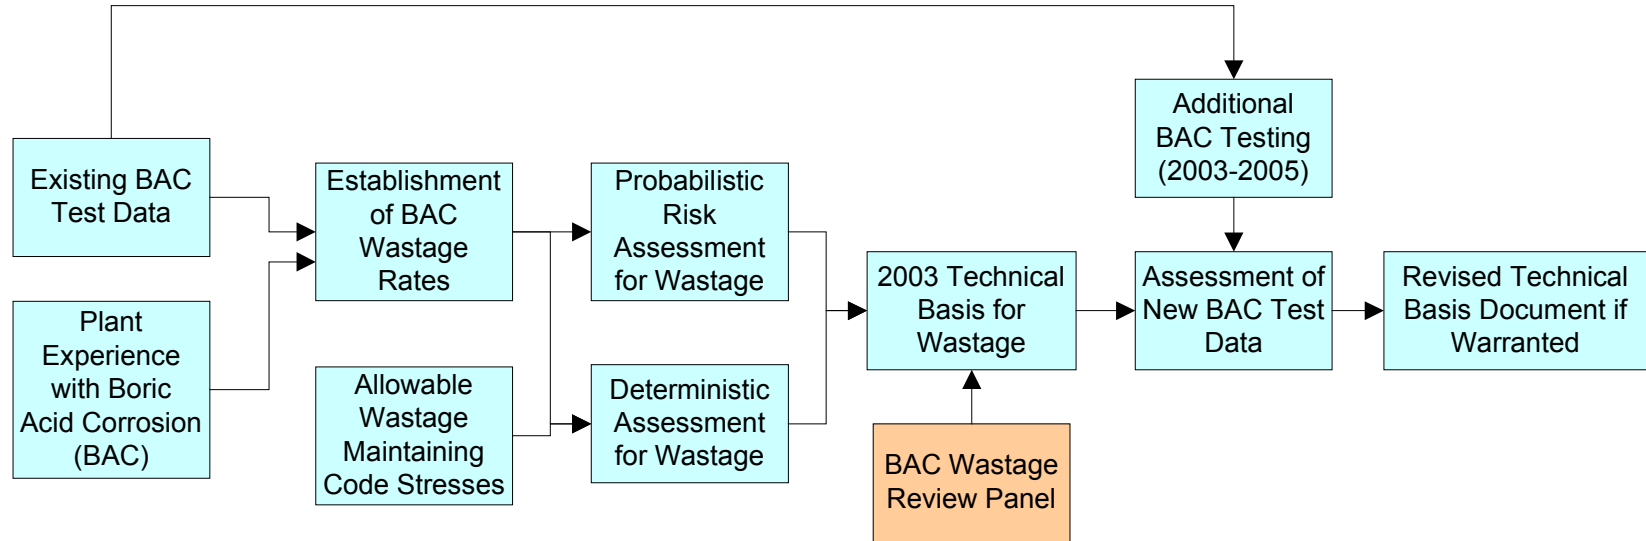 Existing BAC
Test Data
Plant
Experience
with Boric
Acid Corrosion
(BAC)
Establishment
of BAC
Wastage
Rates
Allowable
Wastage
Maintaining
Code Stresses
Probabilistic
Risk
Assessment
for Wastage
Deterministic
Assessment
for Wastage
2003 Technical
Basis for
Wastage
BAC Wastage
Review Panel
Additional
BAC Testing
(2003-2005)
Assessment of
New BAC Test
Data
Revised Technical
Basis Document if
Warranted